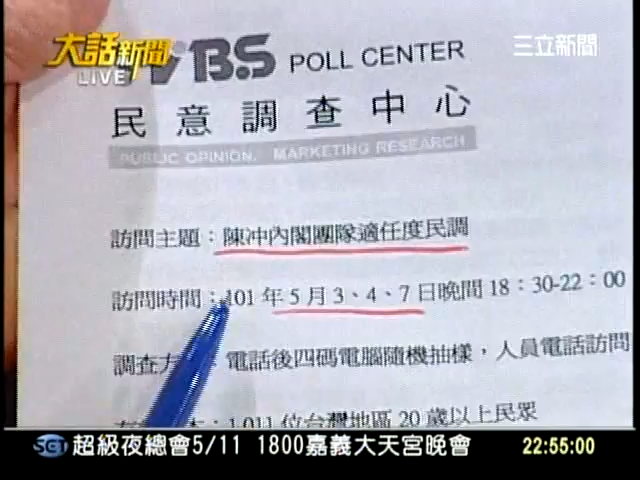 大話新聞
LIVE
三立新聞
TVBS POLL CENTER
民意調查中心
PUBLIC OPINION, MARKETING RESEARCH
訪問主題：陳冲內閣團隊適任度民調
訪問時間：101年5月3、4、7日晚間18：30-22：00
調查方 ：電話後四碼電腦隨機抽樣，人員電話訪問
1,011 位台灣地區 20 歲以上民眾
SET 超級夜總會5/11 1800嘉義大天宮晚會
22:55:00